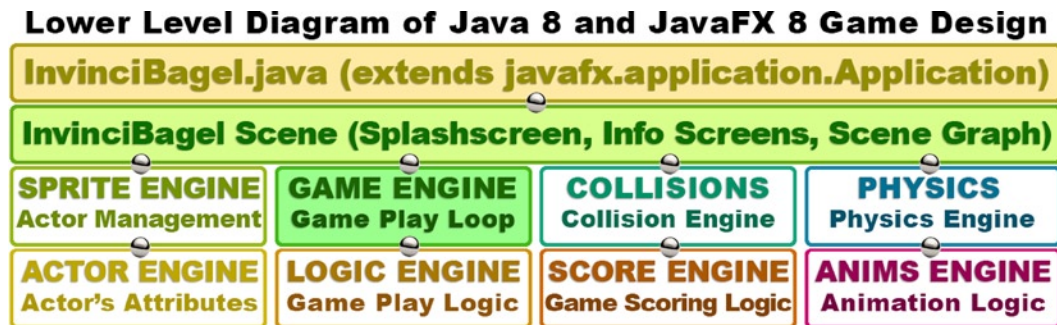 Lower Level Diagram of Java 8 and JavaFX 8 Game Design
InvinciBagel.java (extends javafx.application.Application)
InvinciBagel Scene (Splashscreen, Info Screens, Scene Graph)
SPRITE ENGINE
Actor Management
GAME ENGINE
Game Play Loop
COLLISIONS
Collision Engine
PHYSICS
Physics Engine
ACTOR ENGINE
Actor's Attributes
LOGIC ENGINE
Game Play Logic
SCORE ENGINE
Game Scoring Logic
ANIMS ENGINE
Animation Logic